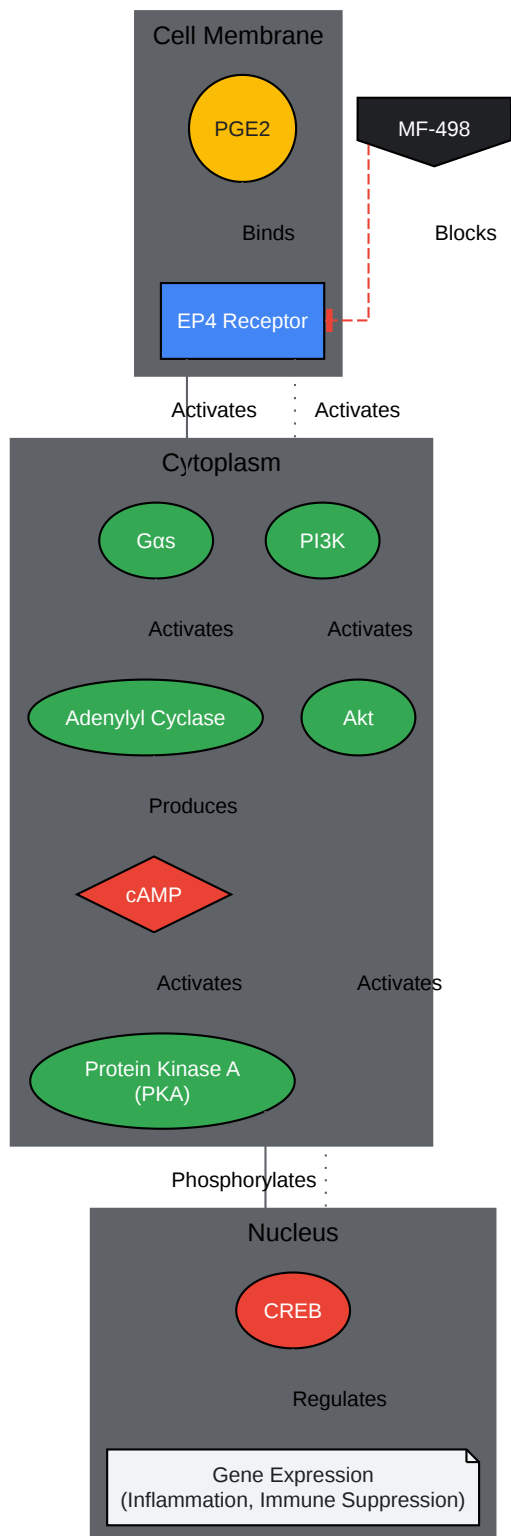 Cell Membrane
PGE2
MF-498
Binds
Blocks
EP4 Receptor
Activates
Activates
Cytoplasm
Gαs
PI3K
Activates
Activates
Adenylyl Cyclase
Akt
Produces
cAMP
Activates
Activates
Protein Kinase A
(PKA)
Phosphorylates
Nucleus
CREB
Regulates
Gene Expression
(Inflammation, Immune Suppression)